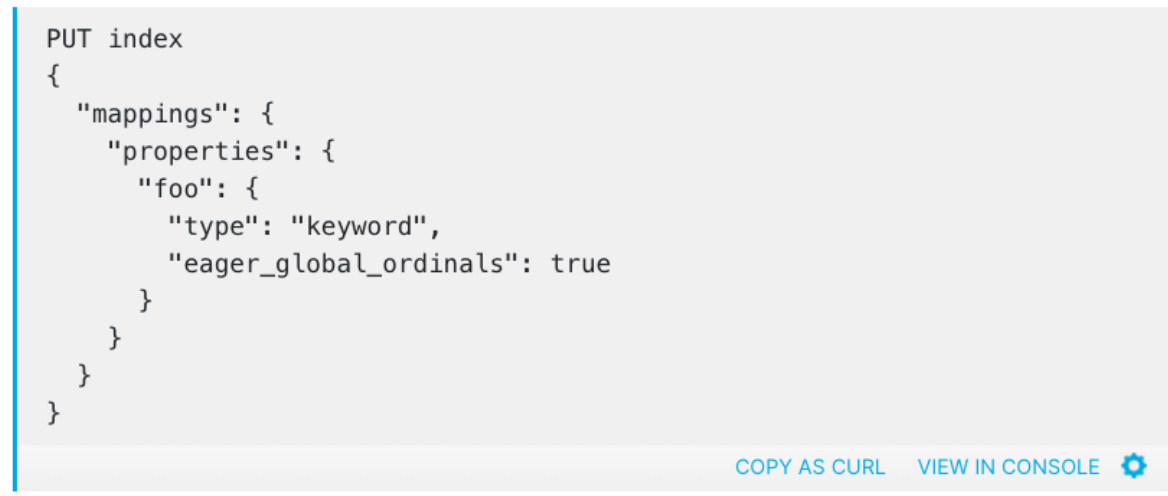 PUT index
{
  "mappings": {
    "properties": {
      "foo": {
        "type": "keyword",
        "eager_global_ordinals": true
      }
    }
  }
}
COPY AS CURL VIEW IN CONSOLE